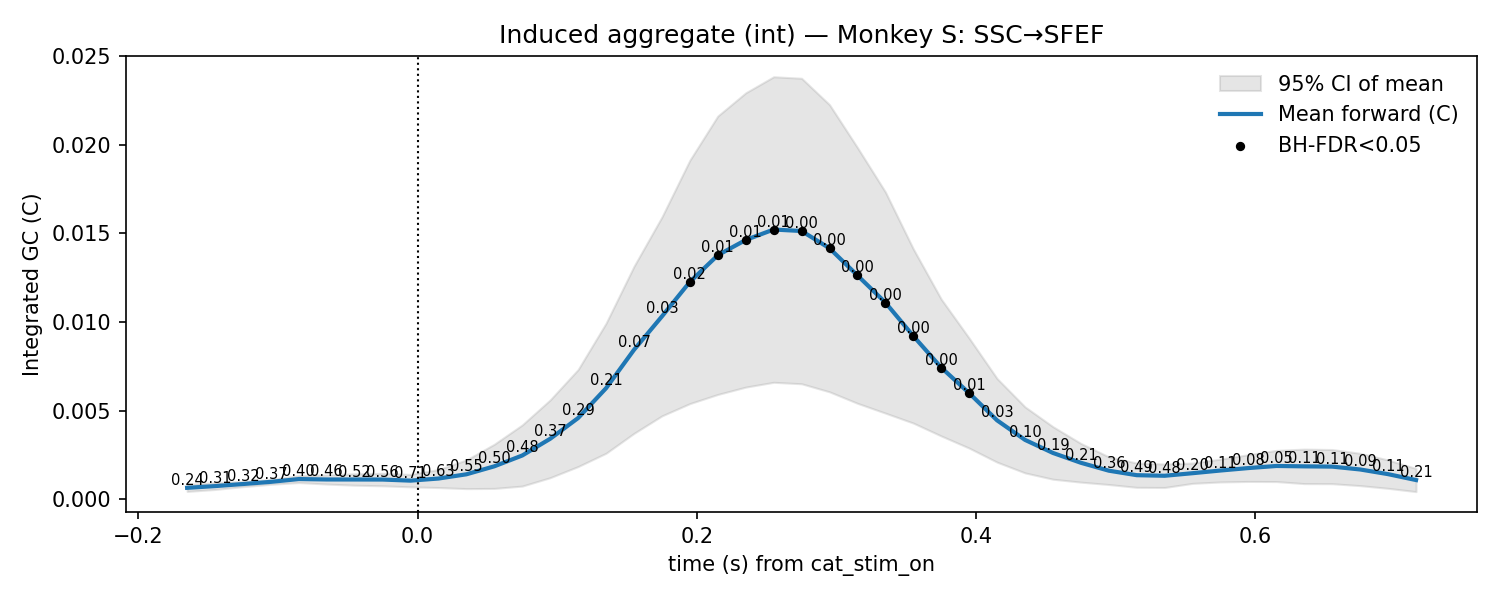 Induced aggregate (int) — Monkey S: SSC→SFEF
0.025
0.020
0.015
0.010
0.005
0.000
Integrated GC (C)
95% CI of mean
Mean forward (C)
BH-FDR<0.05
0.24 0.31 0.32 0.37 0.40 0.46 0.52 0.56 0.71 0.63 0.55 0.50 0.48 0.37 0.29 0.21 0.07 0.03 0.02 0.01 0.01 0.01 0.00 0.00 0.00 0.00 0.00 0.00 0.01 0.03 0.10 0.19 0.21 0.36 0.49 0.48 0.20 0.11 0.08 0.05 0.11 0.11 0.09 0.11 0.21
−0.2 0.0 0.2 0.4 0.6
time (s) from cat_stim_on